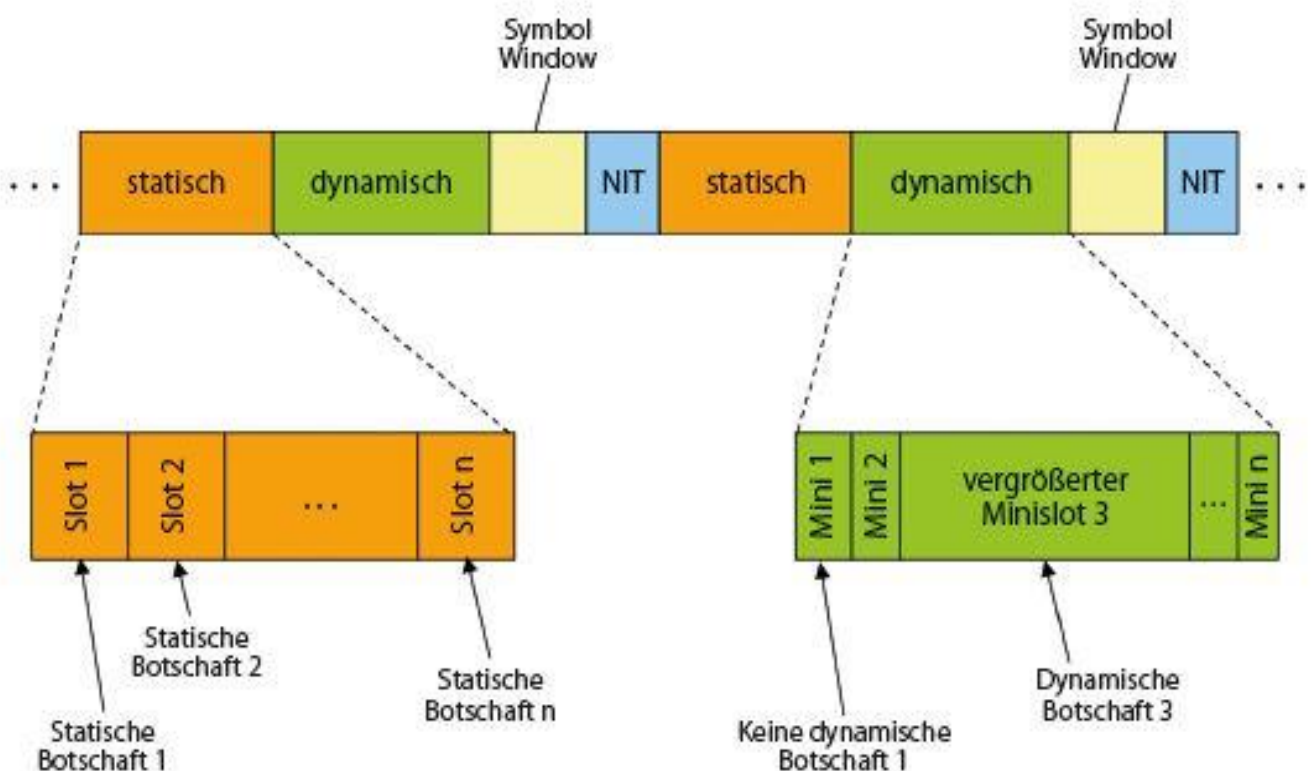 Symbol
Window
Symbol
Window
... statisch dynamisch NIT statisch dynamisch NIT ...
Slot 1 Slot 2 ... Slot n
Mini 1 Mini 2 vergrößerter
Minislot 3 ... Mini n
Statische
Botschaft 2
Statische
Botschaft n
Dynamische
Botschaft 3
Statische
Botschaft 1
Keine dynamische
Botschaft 1